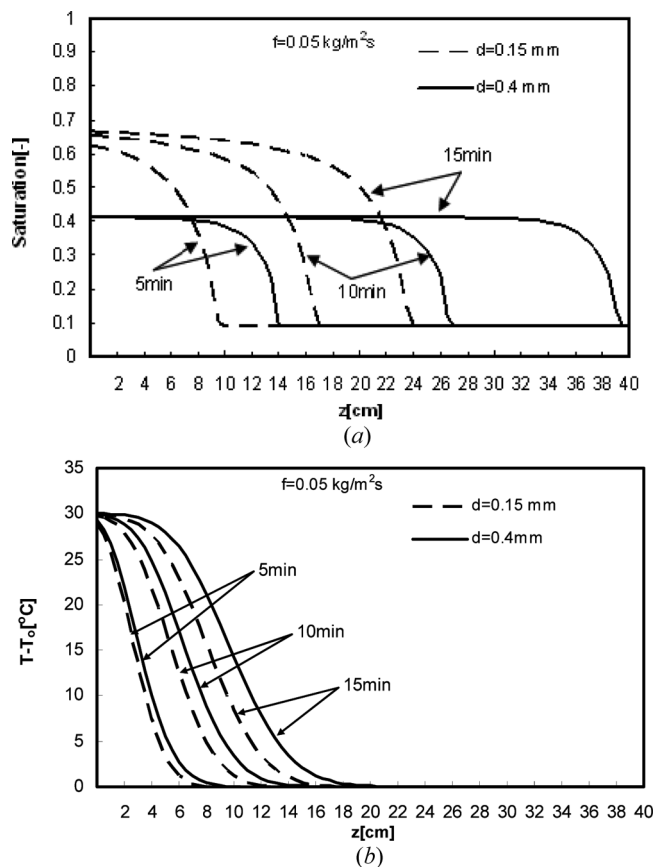 f=0.05 kg/m²s
d=0.15 mm
d=0.4 mm
Saturation[-]
1
0.9
0.8
0.7
0.6
0.5
0.4
0.3
0.2
0.1
0
15min
5min
10min
2 4 6 8 10 12 14 16 18 20 22 24 26 28 30 32 34 36 38 40
z[cm]
(a)
f=0.05 kg/m²s
d=0.15 mm
d=0.4mm
T-To[°C]
35
30
25
20
15
10
5
0
5min
10min
15min
2 4 6 8 10 12 14 16 18 20 22 24 26 28 30 32 34 36 38 40
z[cm]
(b)